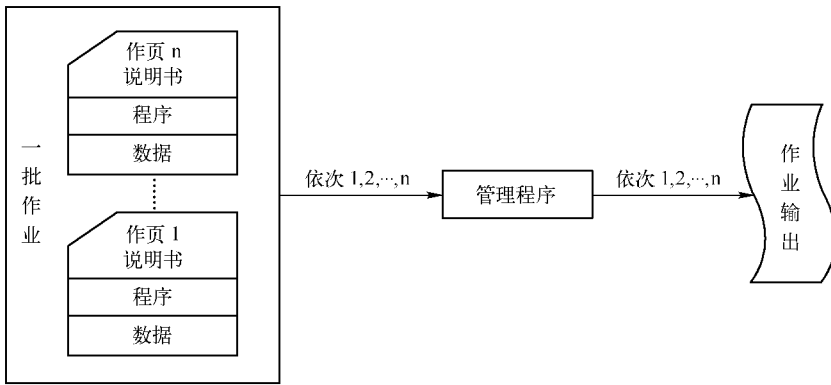 一批作业
作页 n
说明书
程序
数据
作页 1
说明书
程序
数据
依次 1,2,···,n
管理程序
依次 1,2,···,n
作业输出